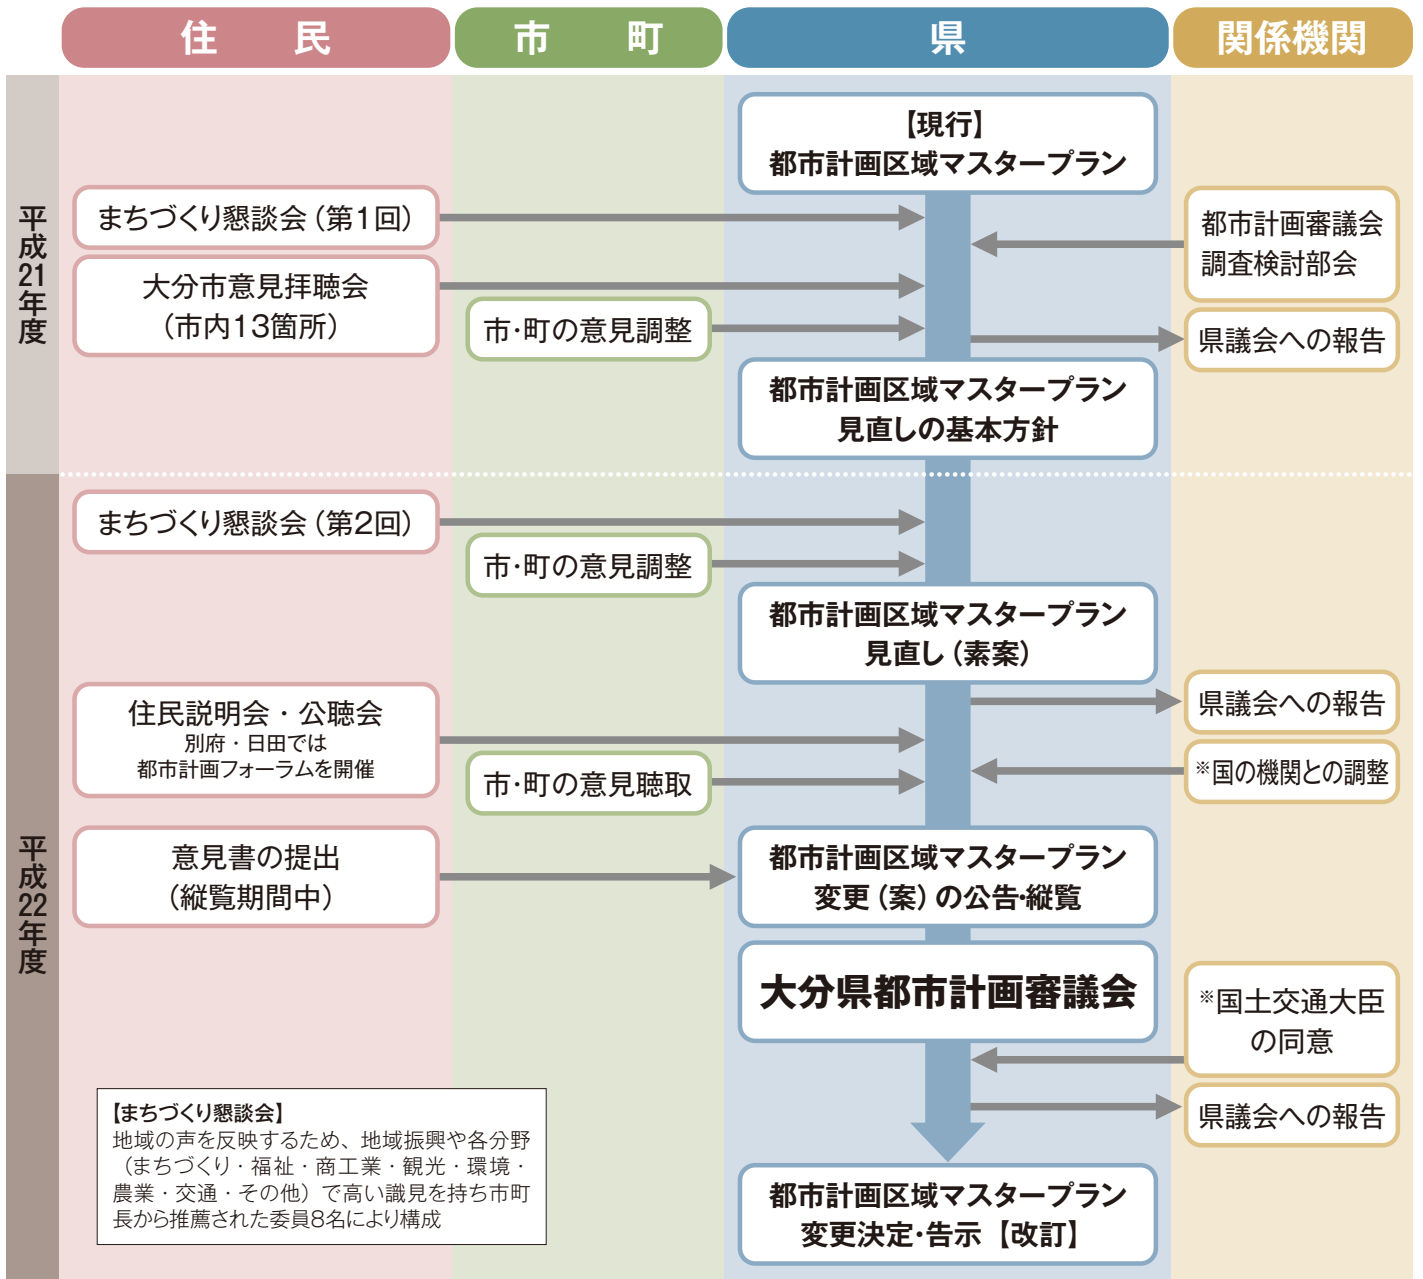 住　民
市　町
県
関係機関
平成21年度
【現行】
都市計画区域マスタープラン
まちづくり懇談会（第1回）
都市計画審議会
調査検討部会
大分市意見拝聴会
（市内13箇所）
市・町の意見調整
県議会への報告
都市計画区域マスタープラン
見直しの基本方針
平成22年度
まちづくり懇談会（第2回）
市・町の意見調整
都市計画区域マスタープラン
見直し（素案）
県議会への報告
住民説明会・公聴会
別府・日田では
都市計画フォーラムを開催
※国の機関との調整
市・町の意見聴取
意見書の提出
（縦覧期間中）
都市計画区域マスタープラン
変更（案）の公告・縦覧
大分県都市計画審議会
※国土交通大臣
の同意
県議会への報告
都市計画区域マスタープラン
変更決定・告示【改訂】
【まちづくり懇談会】
地域の声を反映するため、地域振興や各分野
（まちづくり・福祉・商工業・観光・環境・
農業・交通・その他）で高い識見を持ち市町
長から推薦された委員8名により構成